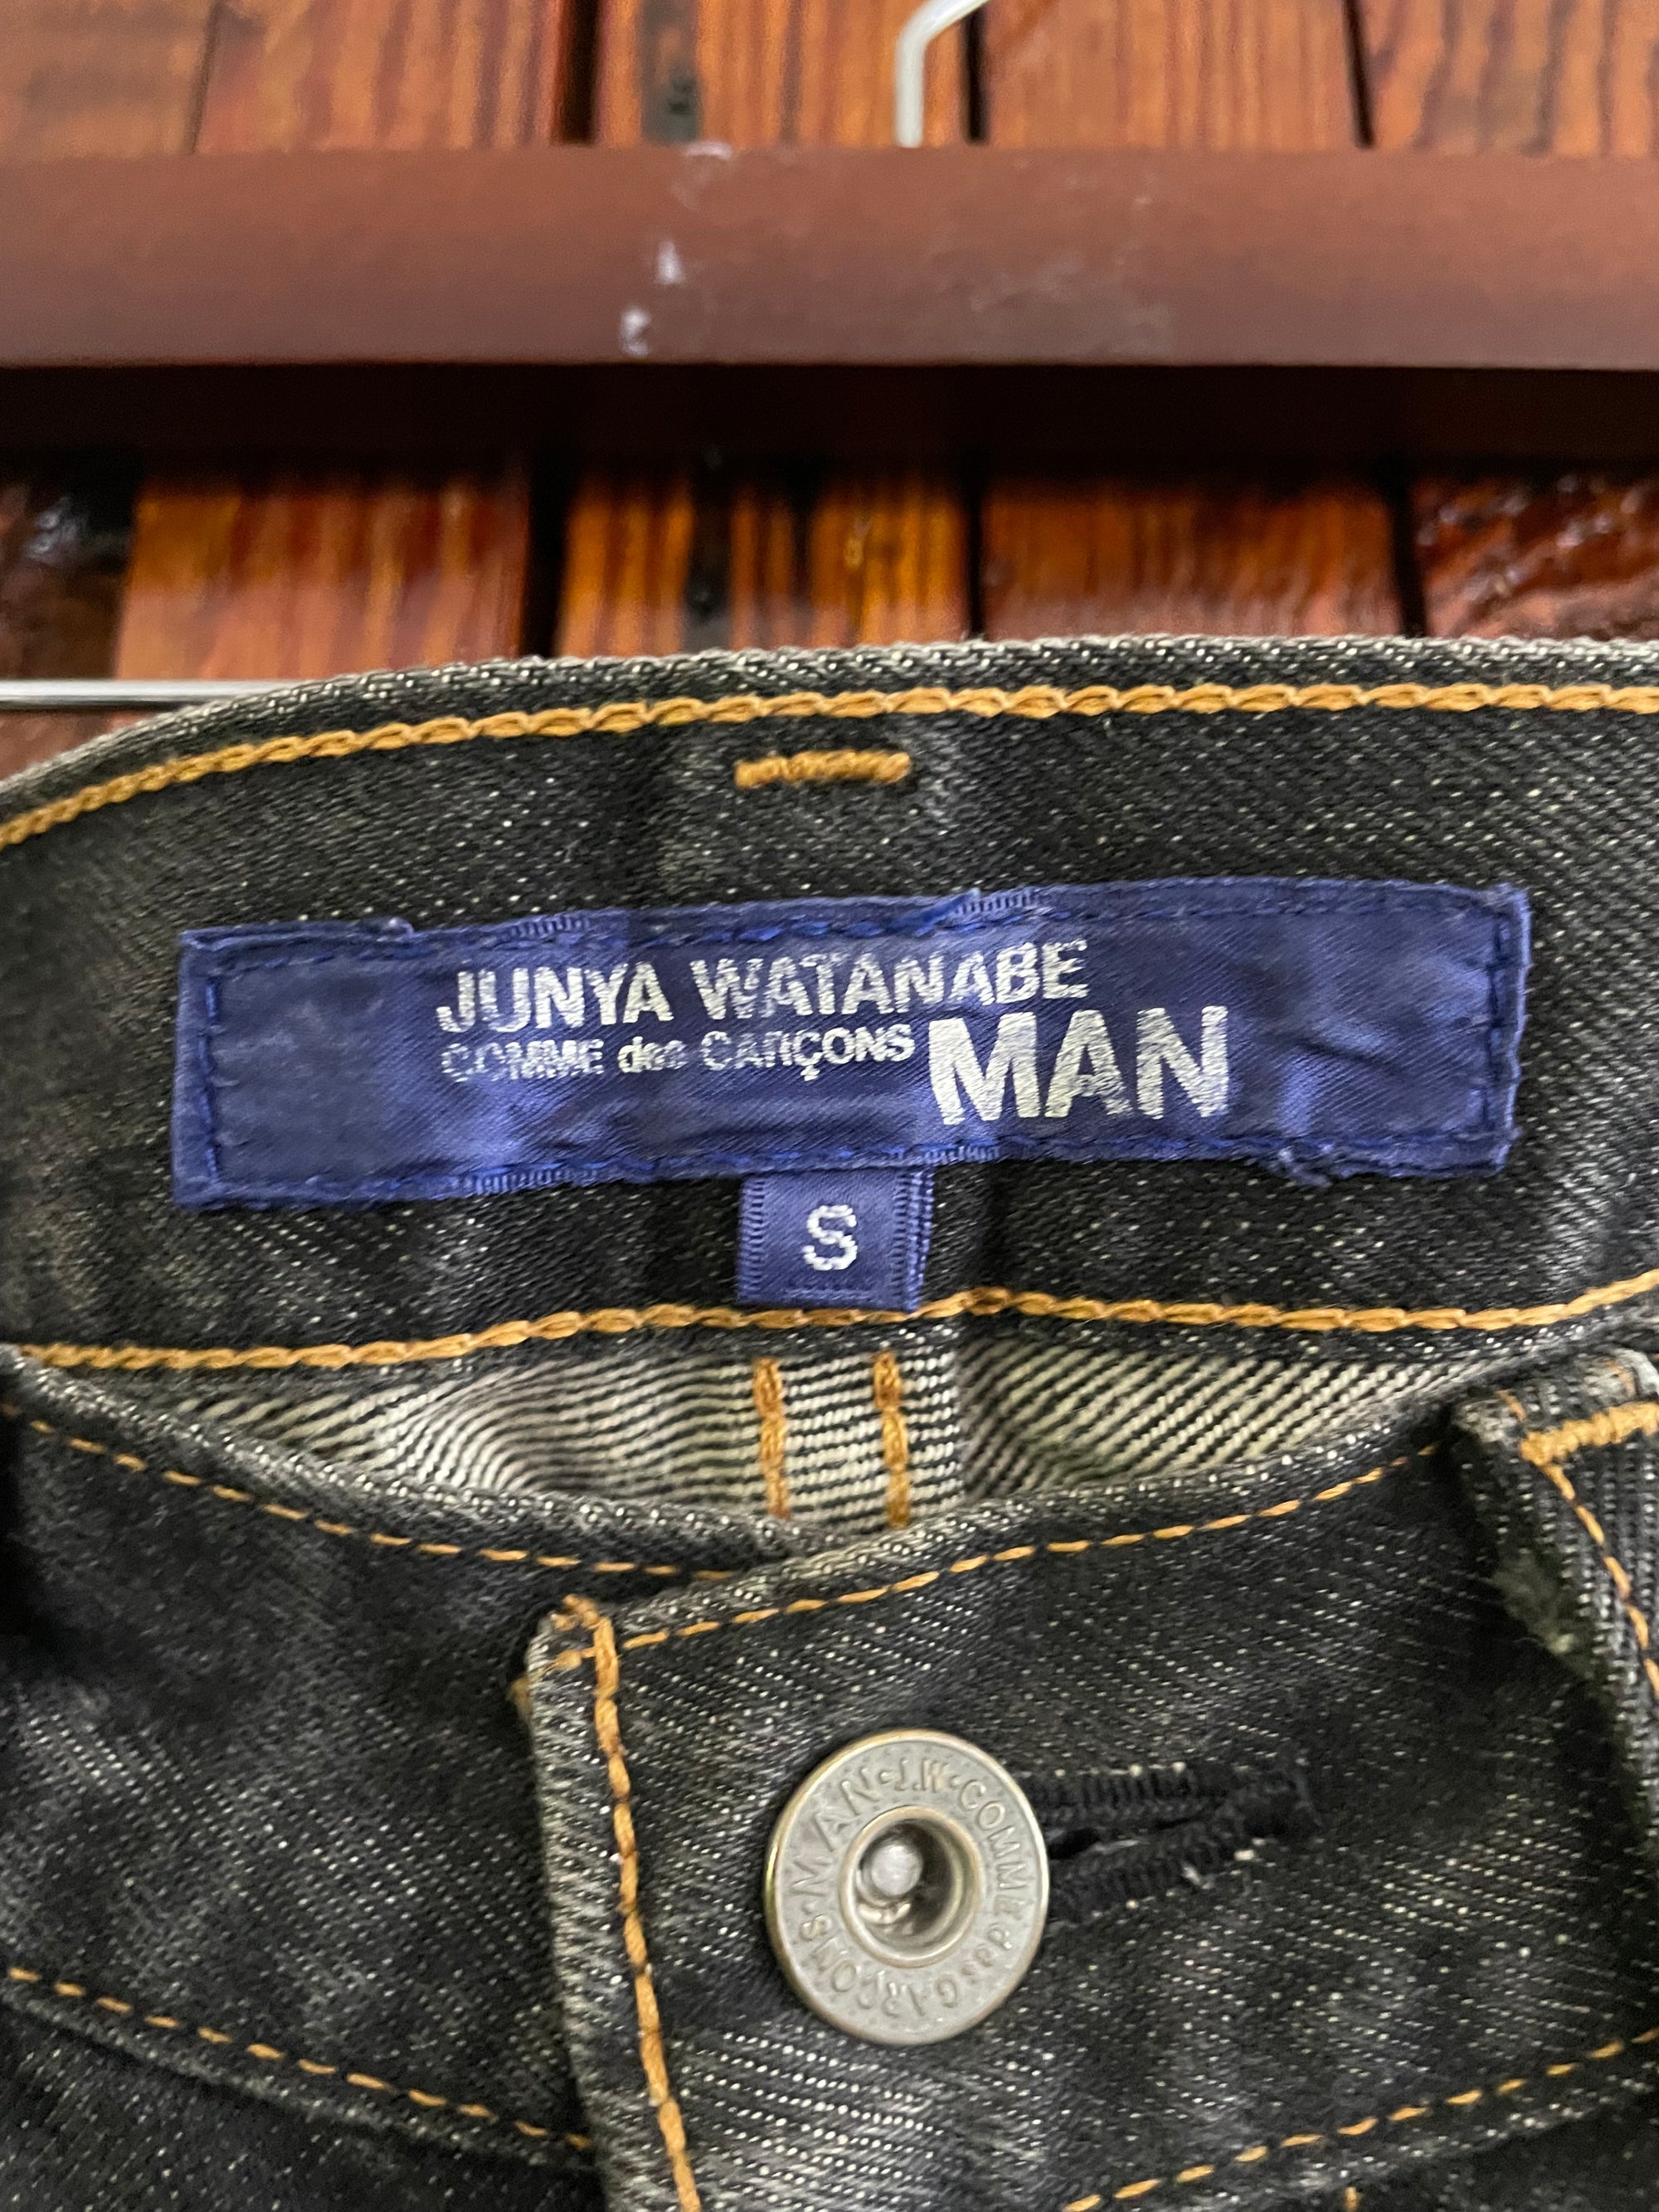 JUNYA WATANABE
COMME des GARÇONS MAN
S
MAN·J.W·COMME des GARÇONS·